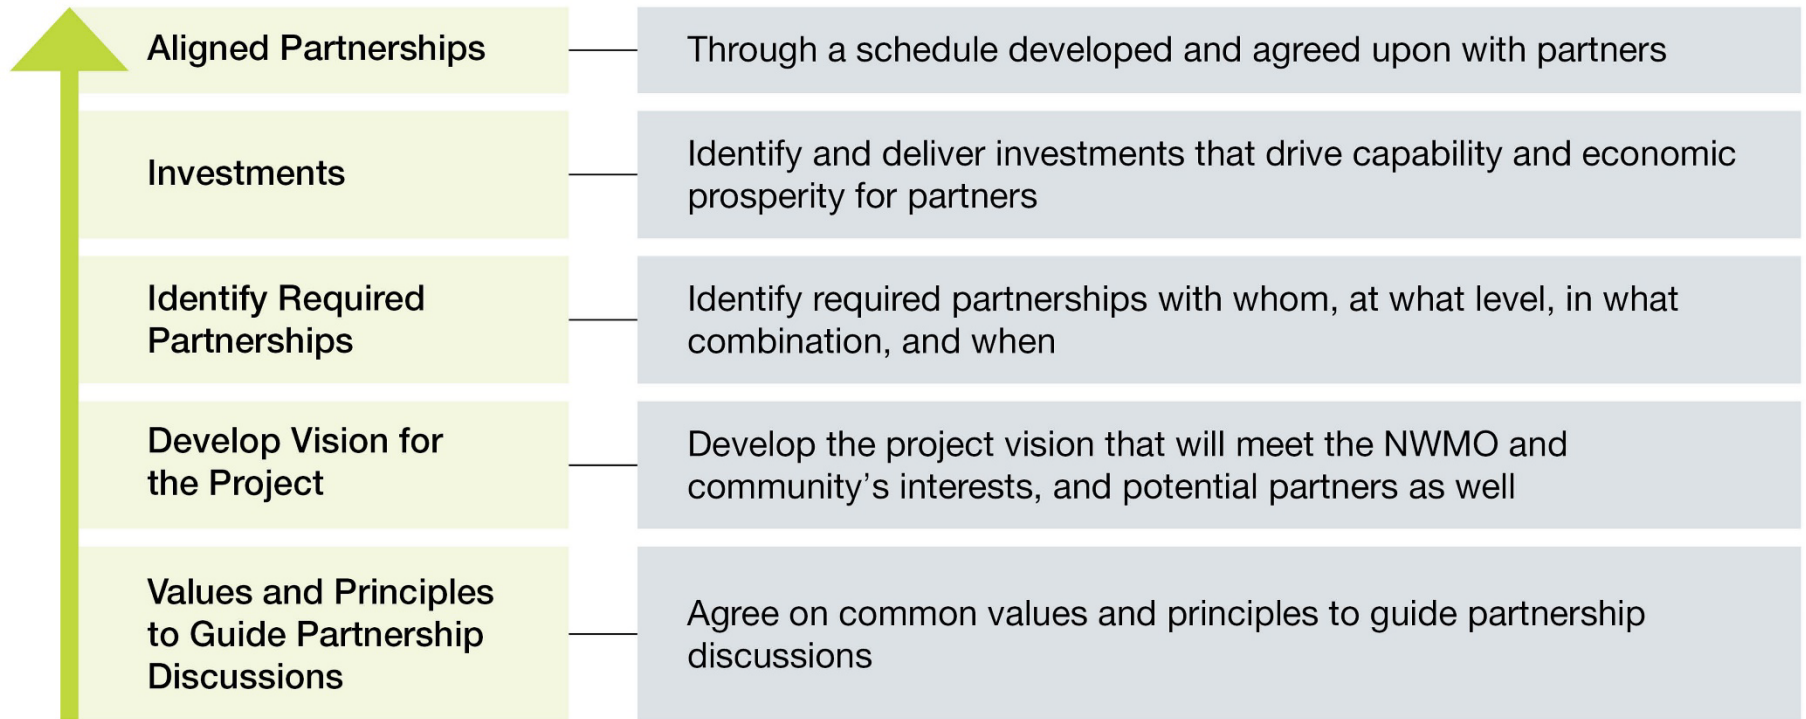 Aligned Partnerships
Through a schedule developed and agreed upon with partners
Investments
Identify and deliver investments that drive capability and economic
prosperity for partners
Identify Required
Partnerships
Identify required partnerships with whom, at what level, in what
combination, and when
Develop Vision for
the Project
Develop the project vision that will meet the NWMO and
community’s interests, and potential partners as well
Values and Principles
to Guide Partnership
Discussions
Agree on common values and principles to guide partnership
discussions